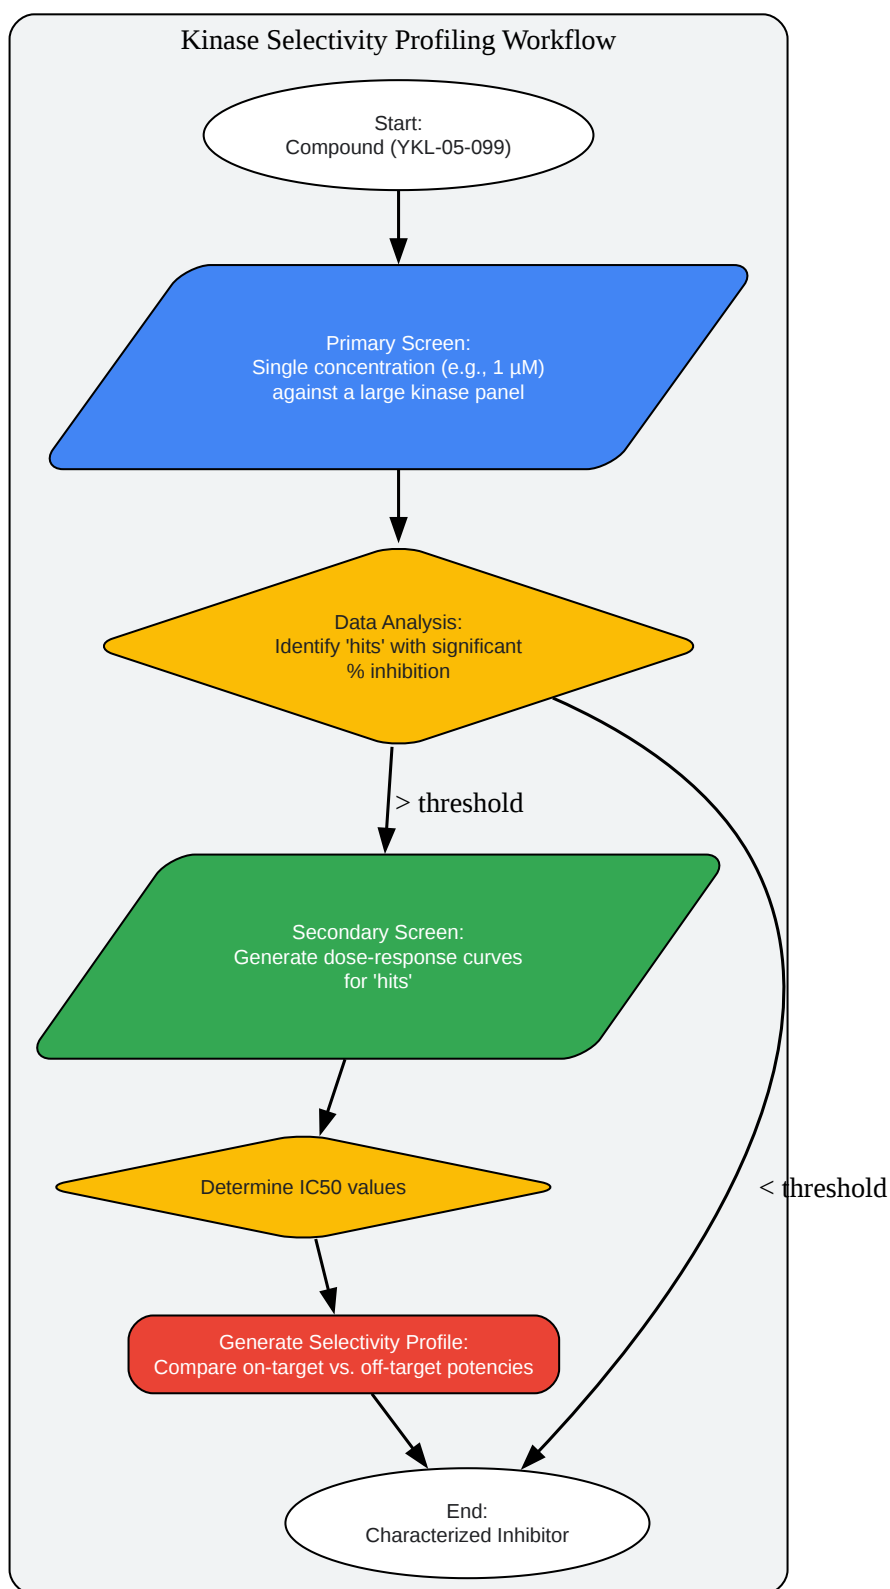 Kinase Selectivity Profiling Workflow
Start:
Compound (YKL-05-099)
Primary Screen:
Single concentration (e.g., 1 µM)
against a large kinase panel
Data Analysis:
Identify 'hits' with significant
% inhibition
> threshold
Secondary Screen:
Generate dose-response curves
for 'hits'
Determine IC50 values
< threshold
Generate Selectivity Profile:
Compare on-target vs. off-target potencies
End:
Characterized Inhibitor